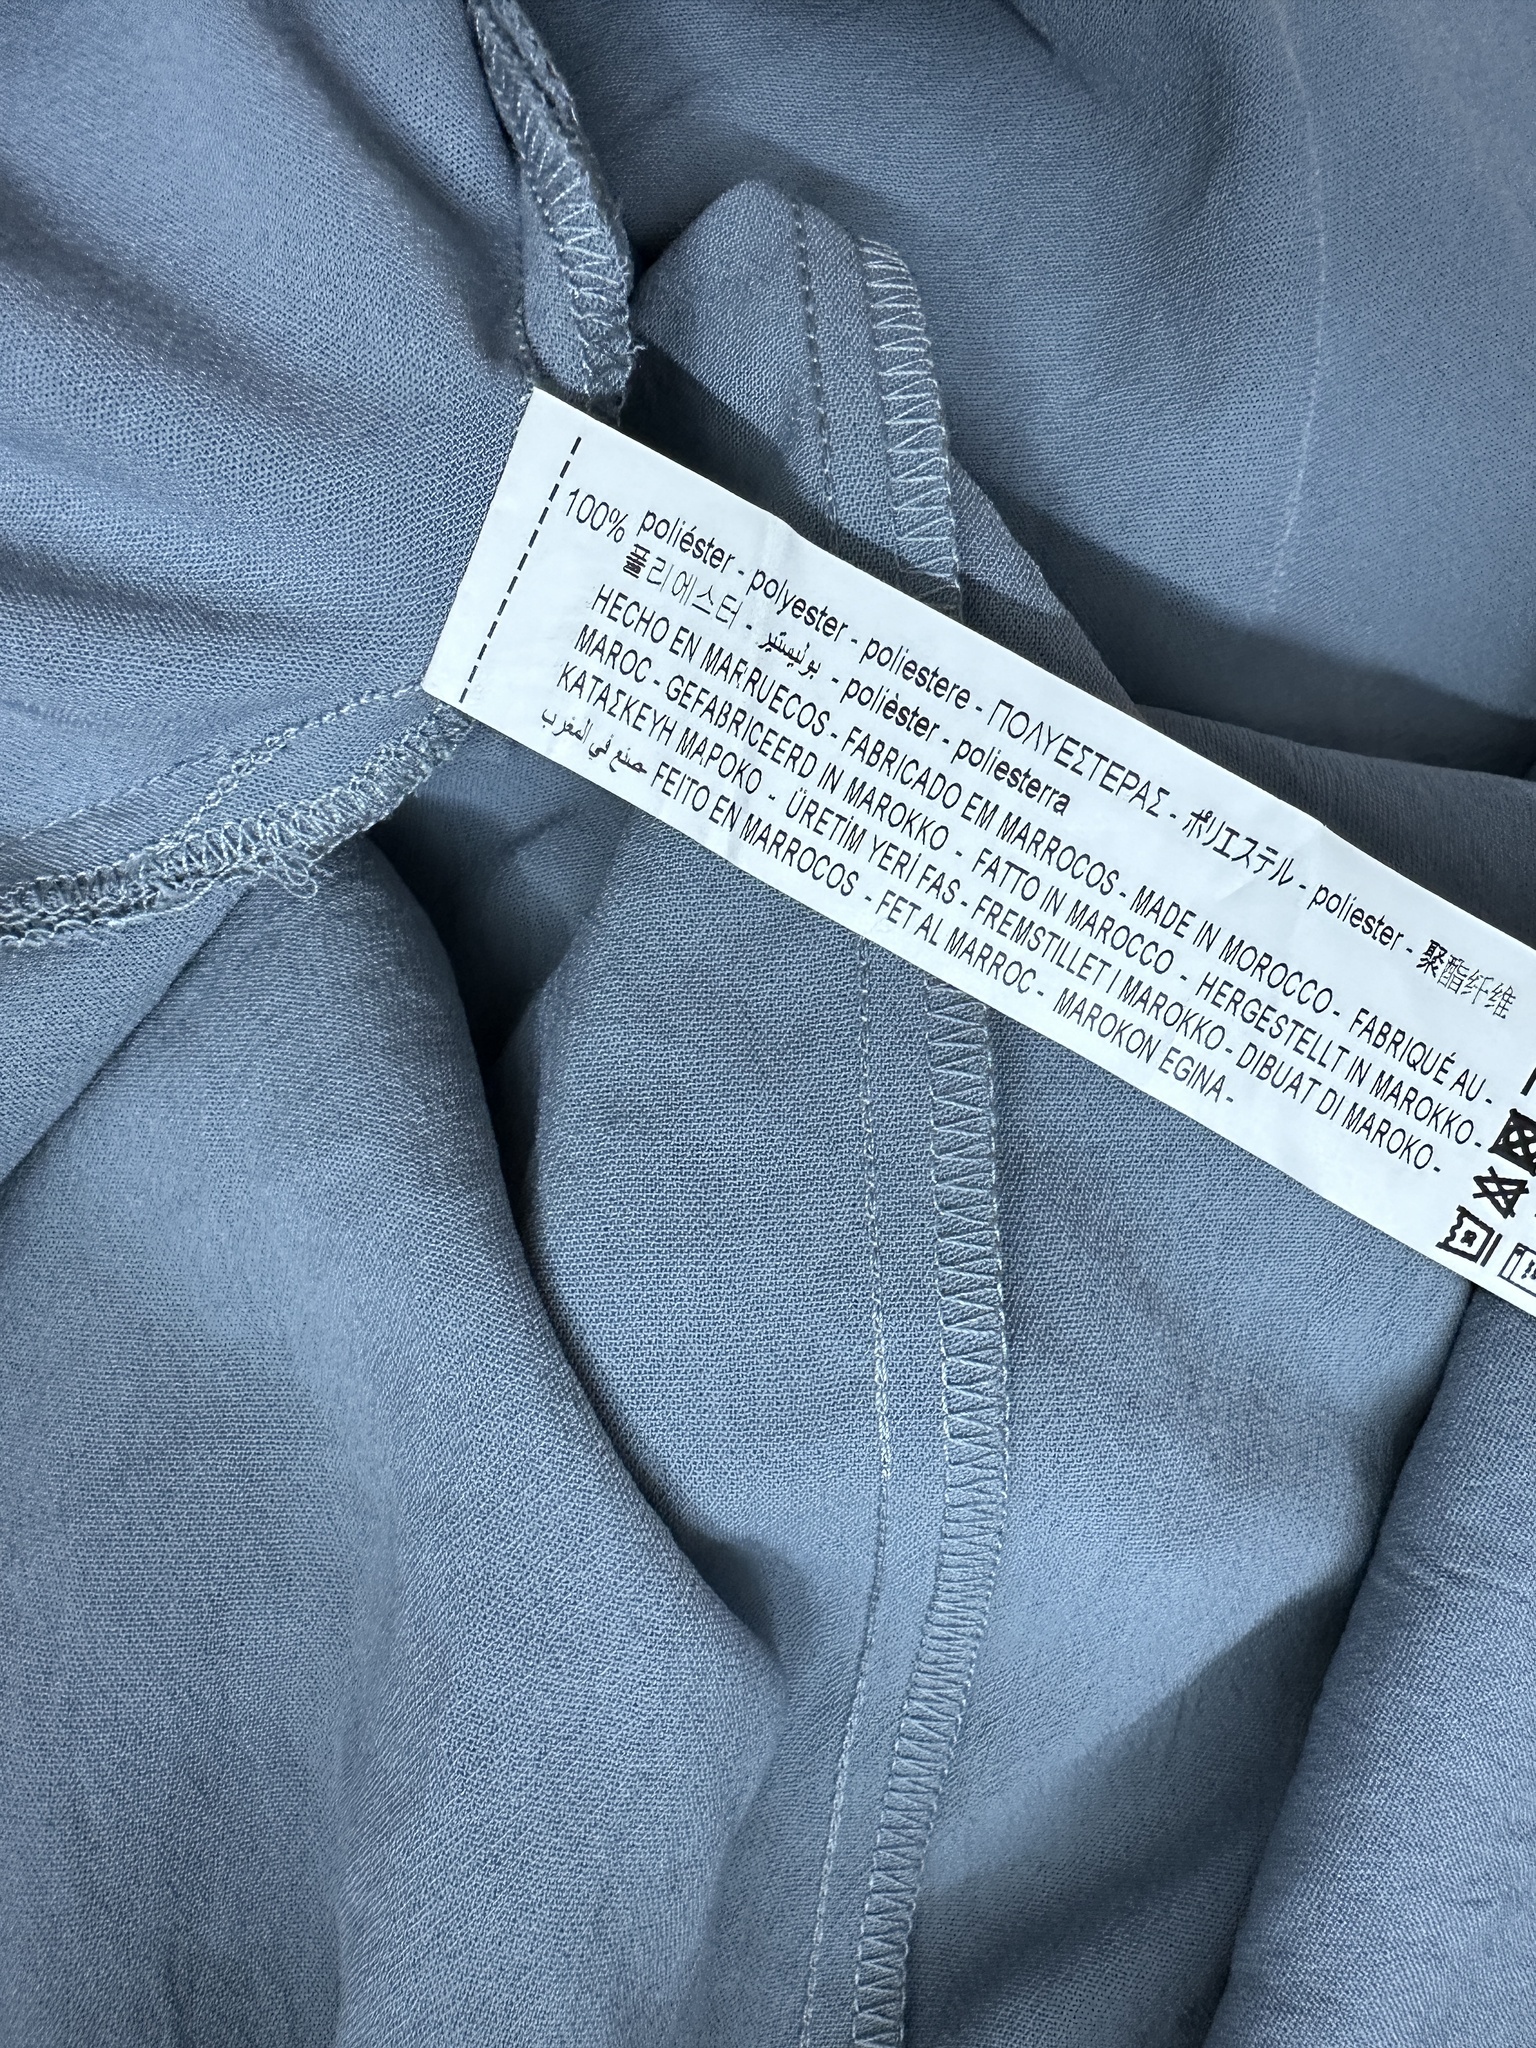 100% poliéster - polyester - poliestere - ΠΟΛΥΕΣΤΕΡΑΣ - ポリエステル - poliester - 聚酯纤维
폴리에스터 - بوليستير - polièster - poliesterra
HECHO EN MARRUECOS - FABRICADO EM MARROCOS - MADE IN MOROCCO - FABRIQUÉ AU -
MAROC - GEFABRICEERD IN MAROKKO - FATTO IN MAROCCO - HERGESTELLT IN MAROKKO -
ΚΑΤΑΣΚΕΥΗ ΜΑΡΟΚΟ - ÜRETİM YERİ FAS - FREMSTILLET I MAROKKO - DIBUAT DI MAROKO -
صنع في المغرب FEITO EN MARROCOS - FET AL MARROC - MAROKON EGINA -